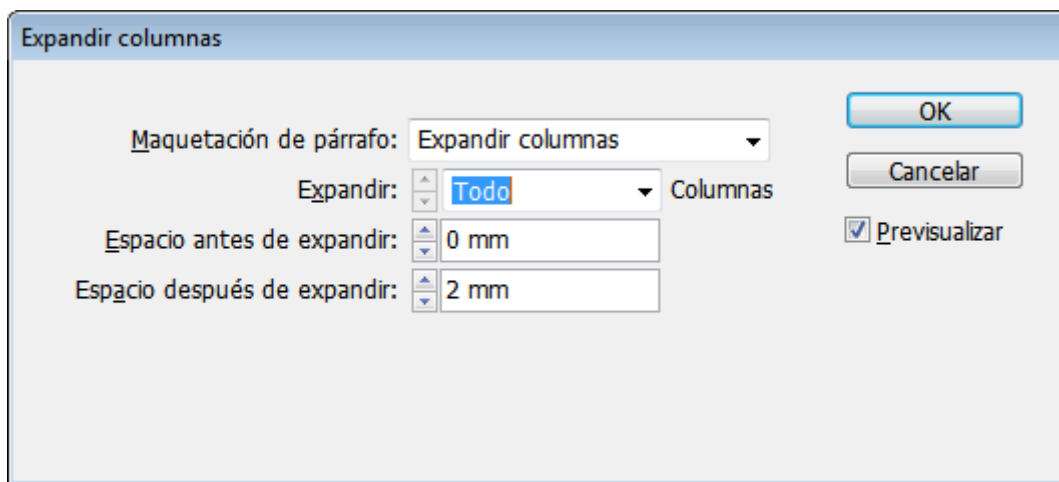 Expandir columnas
Maquetación de párrafo: Expandir columnas
Expandir: Todo Columnas
Espacio antes de expandir: 0 mm
Espacio después de expandir: 2 mm
OK
Cancelar
Previsualizar